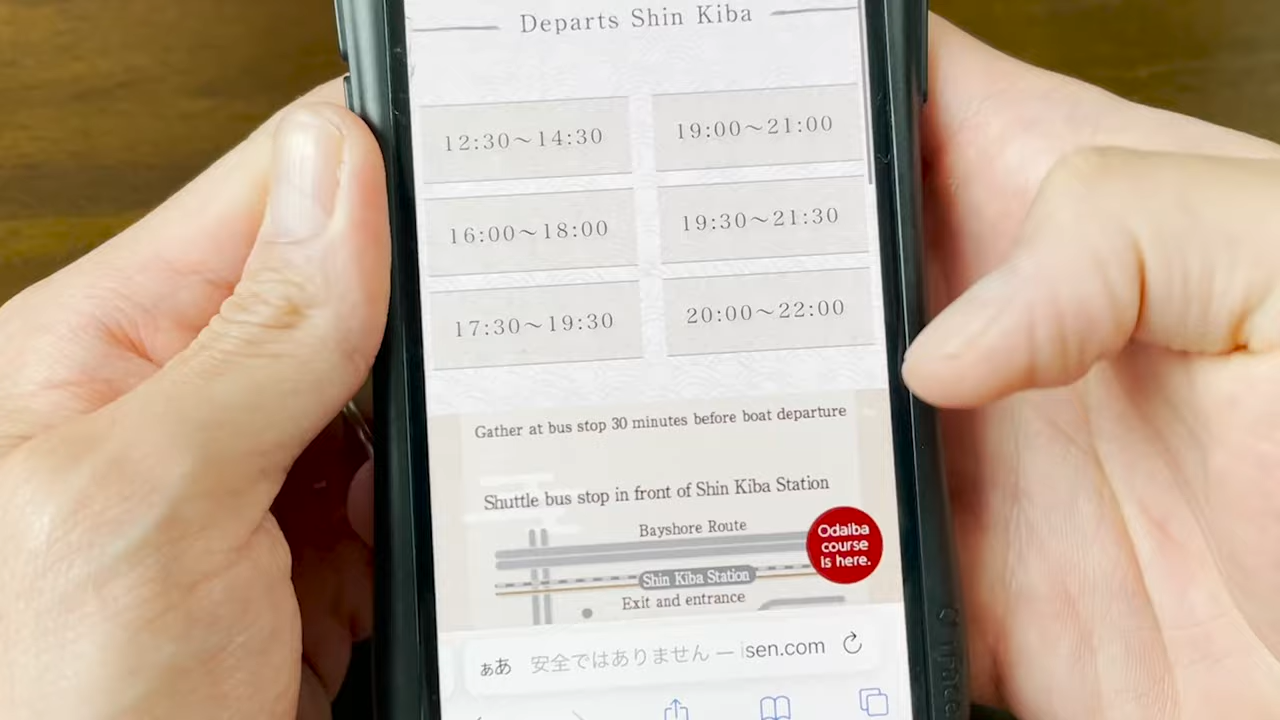 Departs Shin Kiba
12:30～14:30
19:00～21:00
16:00～18:00
19:30～21:30
17:30～19:30
20:00～22:00
Gather at bus stop 30 minutes before boat departure
Shuttle bus stop in front of Shin Kiba Station
Bayshore Route
Odaiba
course
is here.
Shin Kiba Station
Exit and entrance
ぁあ 安全ではありません — isen.com